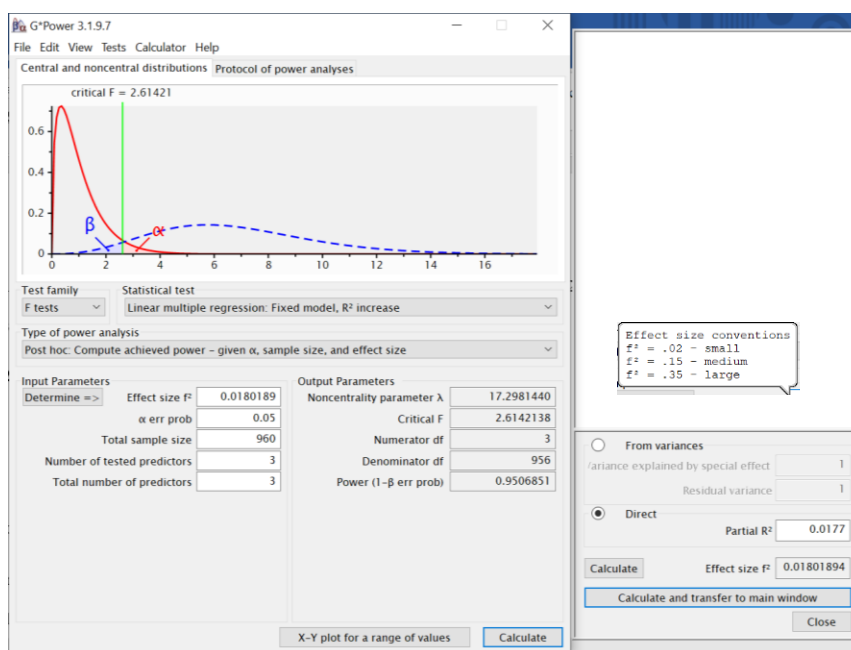 G*Power 3.1.9.7
File Edit View Tests Calculator Help
Central and noncentral distributions Protocol of power analyses
critical F = 2.61421
0.6
0.4
0.2
0
β
α
0 2 4 6 8 10 12 14 16
Test family Statistical test
F tests Linear multiple regression: Fixed model, R² increase
Type of power analysis
Post hoc: Compute achieved power - given α, sample size, and effect size
Input Parameters Output Parameters
Determine => Effect size f² 0.0180189 Noncentrality parameter λ 17.2981440
α err prob 0.05 Critical F 2.6142138
Total sample size 960 Numerator df 3
Number of tested predictors 3 Denominator df 956
Total number of predictors 3 Power (1-β err prob) 0.9506851
X-Y plot for a range of values Calculate
Effect size conventions
f² = .02 - small
f² = .15 - medium
f² = .35 - large
From variances
explained by special effect 1
Residual variance 1
Direct
Partial R² 0.0177
Calculate Effect size f² 0.01801894
Calculate and transfer to main window
Close